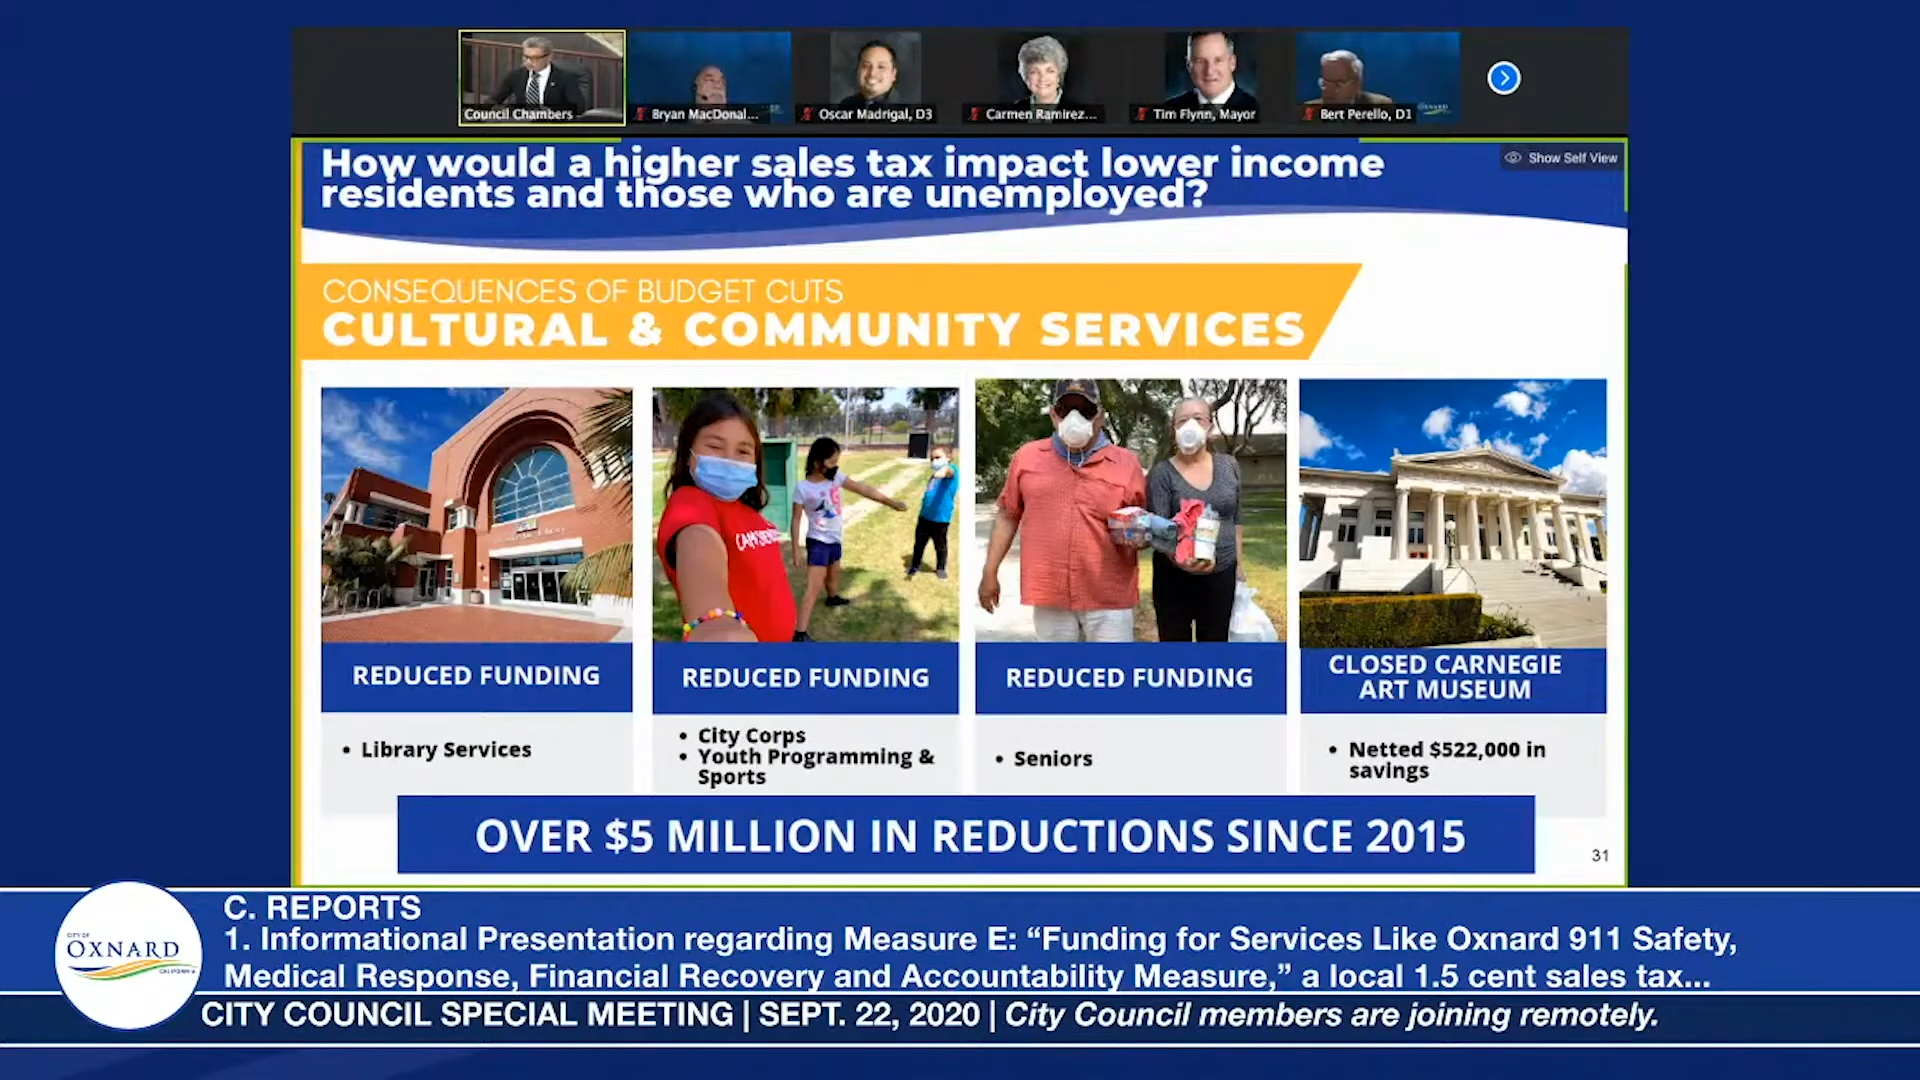 Council Chambers
Bryan MacDonal...
Oscar Madrigal, D3
Carmen Ramirez...
Tim Flynn, Mayor
Bert Perello, D1
Show Self View
How would a higher sales tax impact lower income
residents and those who are unemployed?
CONSEQUENCES OF BUDGET CUTS
CULTURAL & COMMUNITY SERVICES
REDUCED FUNDING
• Library Services
REDUCED FUNDING
• City Corps
• Youth Programming &
Sports
REDUCED FUNDING
• Seniors
CLOSED CARNEGIE
ART MUSEUM
• Netted $522,000 in
savings
OVER $5 MILLION IN REDUCTIONS SINCE 2015
31
CITY OF
OXNARD
CALIFORNIA
C. REPORTS
1. Informational Presentation regarding Measure E: “Funding for Services Like Oxnard 911 Safety,
Medical Response, Financial Recovery and Accountability Measure,” a local 1.5 cent sales tax...
CITY COUNCIL SPECIAL MEETING | SEPT. 22, 2020 | City Council members are joining remotely.